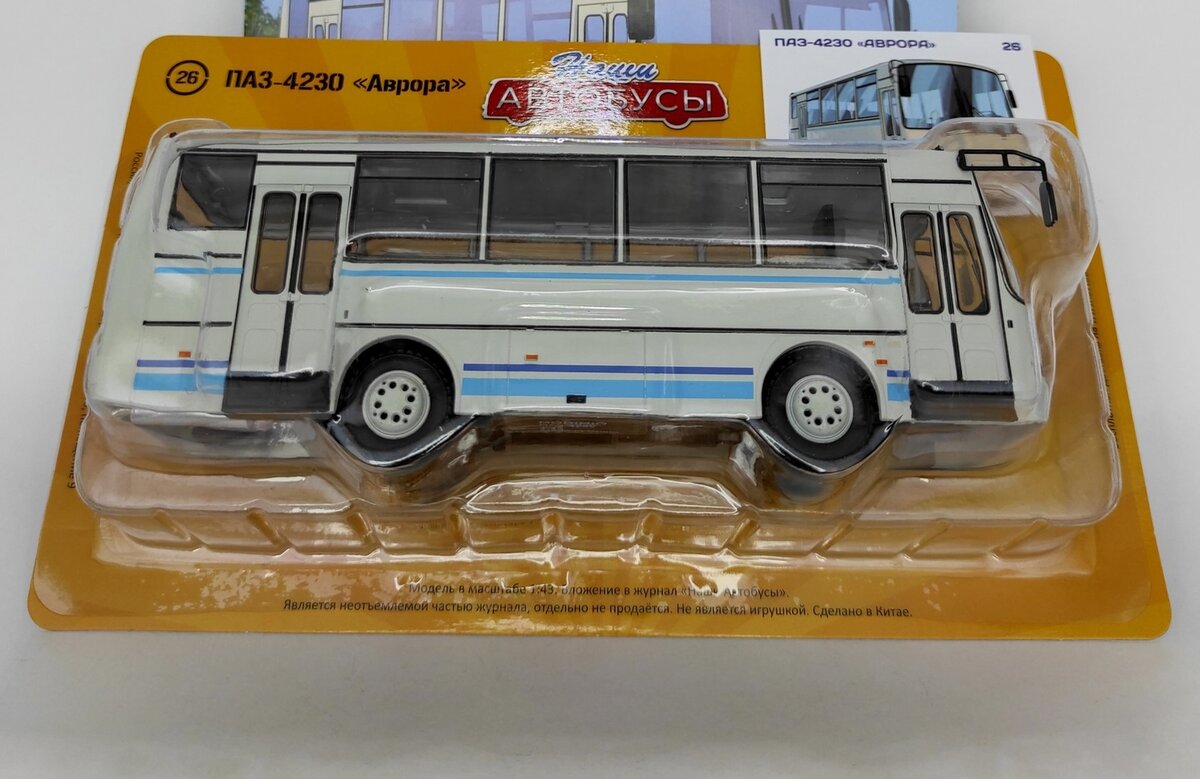 ПАЗ-4230 «АВРОРА» 26
26 ПАЗ-4230 «Аврора»
Наши
АВТОБУСЫ
Модель в масштабе 1:43. Вложение в журнал «Наши Автобусы».
Является неотъемлемой частью журнала, отдельно не продаётся. Не является игрушкой. Сделано в Китае.